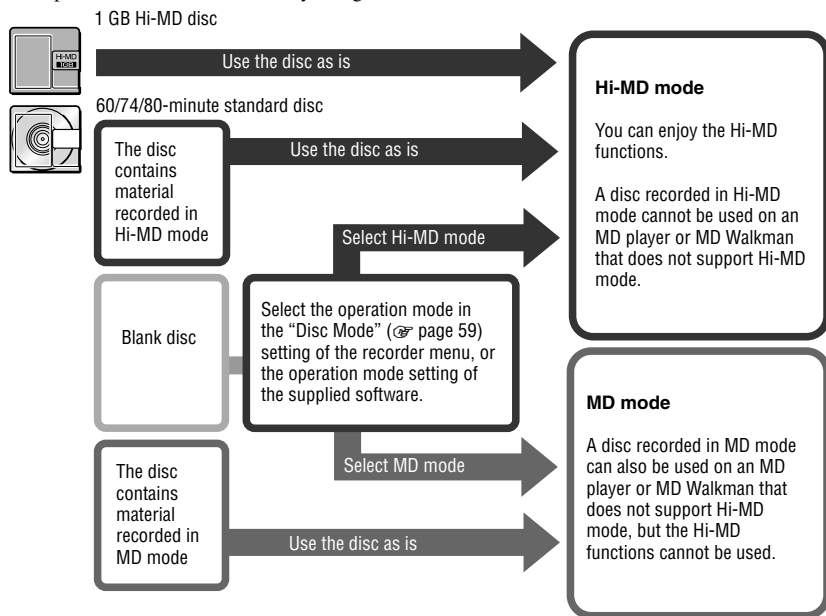 1 GB Hi-MD disc
Hi-MD
1GB
Use the disc as is
60/74/80-minute standard disc
The disc
contains
material
recorded in
Hi-MD mode
Use the disc as is
Select Hi-MD mode
Blank disc
Select the operation mode in
the “Disc Mode” (☞ page 59)
setting of the recorder menu, or
the operation mode setting of
the supplied software.
Select MD mode
The disc
contains
material
recorded in
MD mode
Use the disc as is
Hi-MD mode
You can enjoy the Hi-MD
functions.
A disc recorded in Hi-MD
mode cannot be used on an
MD player or MD Walkman
that does not support Hi-MD
mode.
MD mode
A disc recorded in MD mode
can also be used on an MD
player or MD Walkman that
does not support Hi-MD
mode, but the Hi-MD
functions cannot be used.